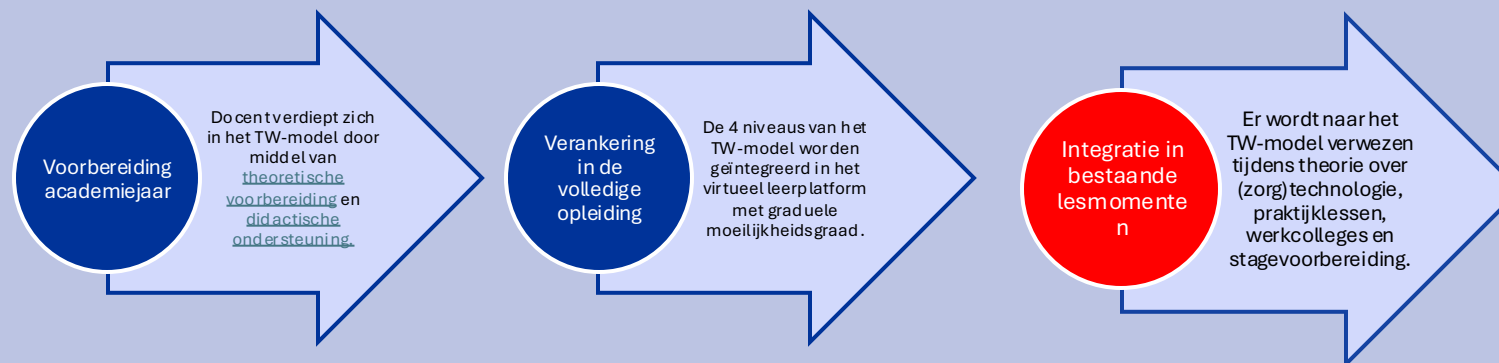 Voorbereiding
academiejaar
Docent verdiept zich
in het TW-model door
middel van
theoretische
voorbereiding en
didactische
ondersteuning.
Verankering
in de
volledige
opleiding
De 4 niveaus van het
TW-model worden
geïntegreerd in het
virtueel leerplatform
met graduele
moeilijkheidsgraad.
Integratie in
bestaande
lesmomente
n
Er wordt naar het
TW-model verwezen
tijdens theorie over
(zorg)technologie,
praktijklessen,
werkcolleges en
stagevoorbereiding.